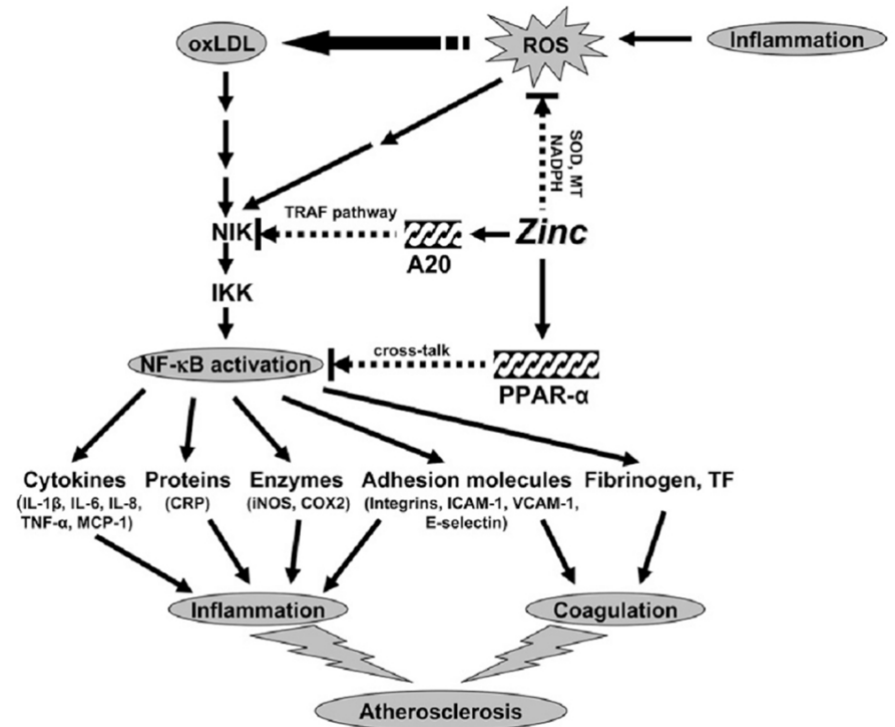 oxLDL
ROS
Inflammation
SOD, MT
NADPH
TRAF pathway
NIK
Zinc
A20
IKK
cross-talk
NF-κB activation
PPAR-α
Cytokines
(IL-1β, IL-6, IL-8,
TNF-α, MCP-1)
Proteins
(CRP)
Enzymes
(iNOS, COX2)
Adhesion molecules
(Integrins, ICAM-1, VCAM-1,
E-selectin)
Fibrinogen, TF
Inflammation
Coagulation
Atherosclerosis